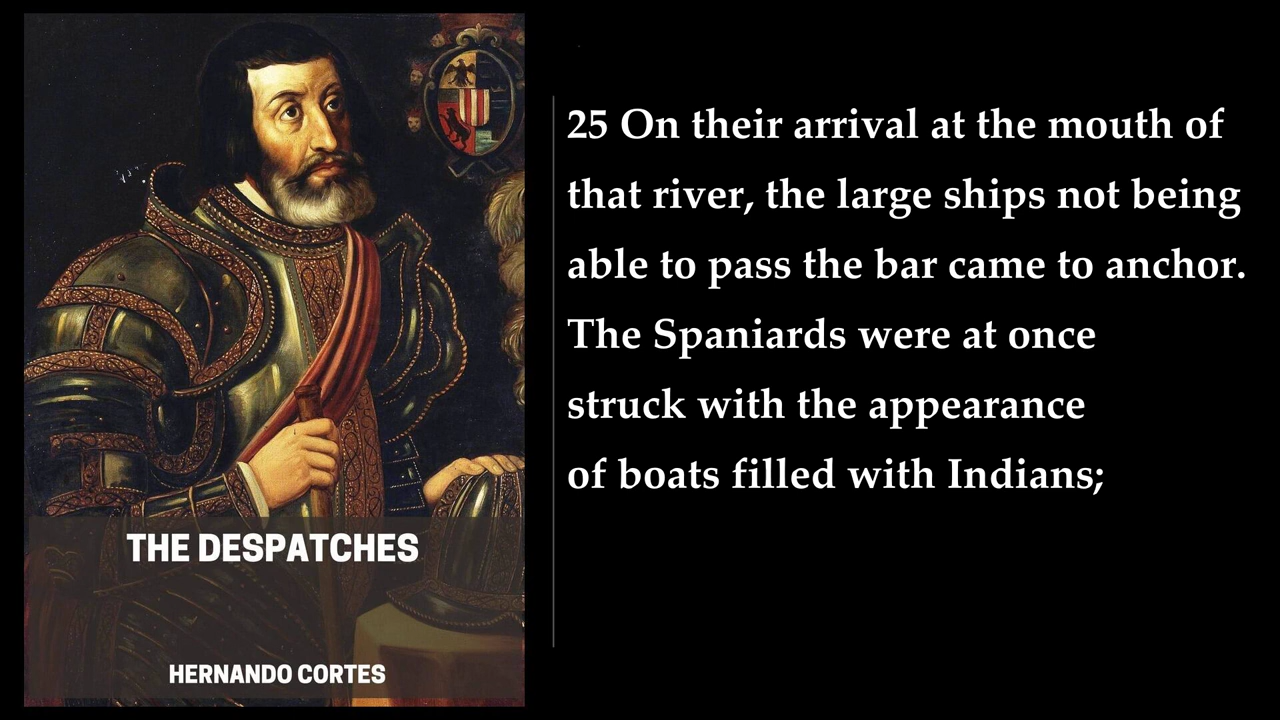 THE DESPATCHES
HERNANDO CORTES
25 On their arrival at the mouth of
that river, the large ships not being
able to pass the bar came to anchor.
The Spaniards were at once
struck with the appearance
of boats filled with Indians;